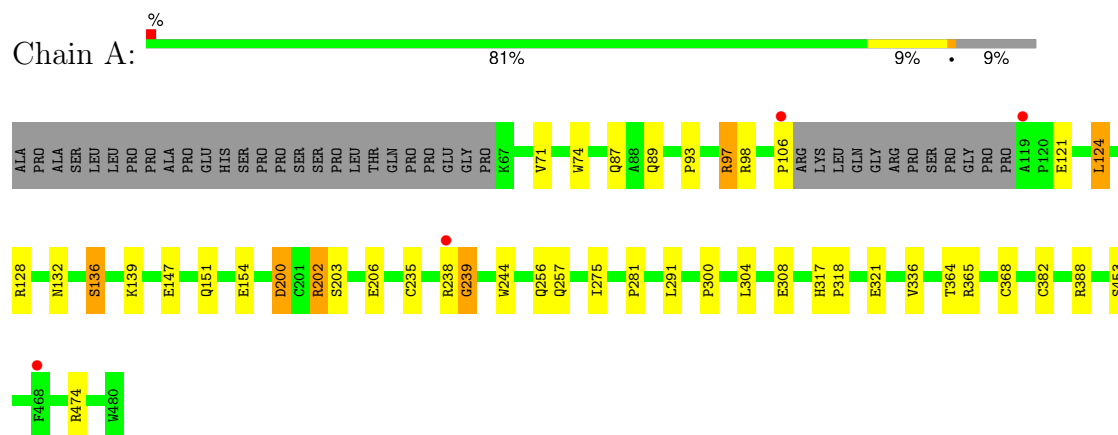 %
Chain A:
81% 9% • 9%
ALA PRO ALA SER LEU LEU PRO PRO ALA PRO GLU HIS SER PRO PRO SER SER PRO LEU THR GLN PRO PRO GLU GLY PRO K67 V71 W74 Q87 A88 Q89 P93 R97 R98 P106 ARG LYS LEU GLN GLY ARG PRO SER PRO GLY PRO PRO A119 P120 E121 L124
R128 N132 S136 K139 E147 Q151 E154 D200 C201 R202 S203 E206 C235 R238 G239 W244 Q256 Q257 I275 P281 L291 P300 L304 E308 H317 P318 E321 V336 T364 R365 C368 C382 R388 S453
F468 R474 W480